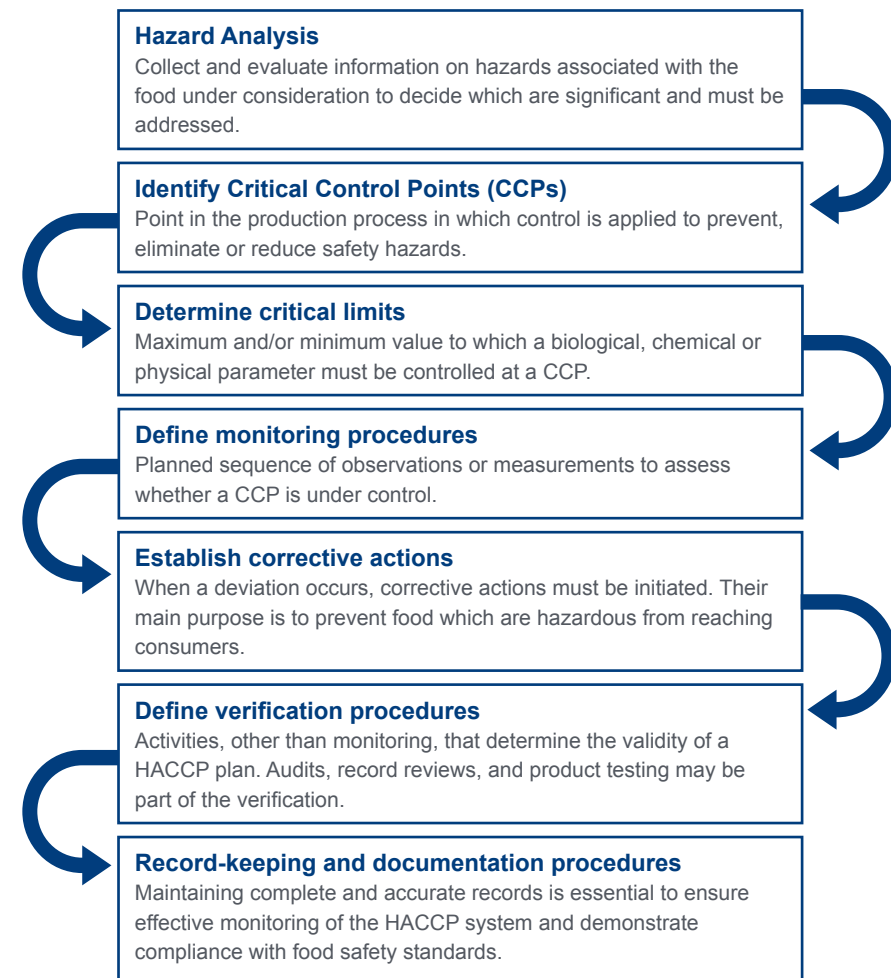 Hazard Analysis
Collect and evaluate information on hazards associated with the
food under consideration to decide which are significant and must be
addressed.
Identify Critical Control Points (CCPs)
Point in the production process in which control is applied to prevent,
eliminate or reduce safety hazards.
Determine critical limits
Maximum and/or minimum value to which a biological, chemical or
physical parameter must be controlled at a CCP.
Define monitoring procedures
Planned sequence of observations or measurements to assess
whether a CCP is under control.
Establish corrective actions
When a deviation occurs, corrective actions must be initiated. Their
main purpose is to prevent food which are hazardous from reaching
consumers.
Define verification procedures
Activities, other than monitoring, that determine the validity of a
HACCP plan. Audits, record reviews, and product testing may be
part of the verification.
Record-keeping and documentation procedures
Maintaining complete and accurate records is essential to ensure
effective monitoring of the HACCP system and demonstrate
compliance with food safety standards.